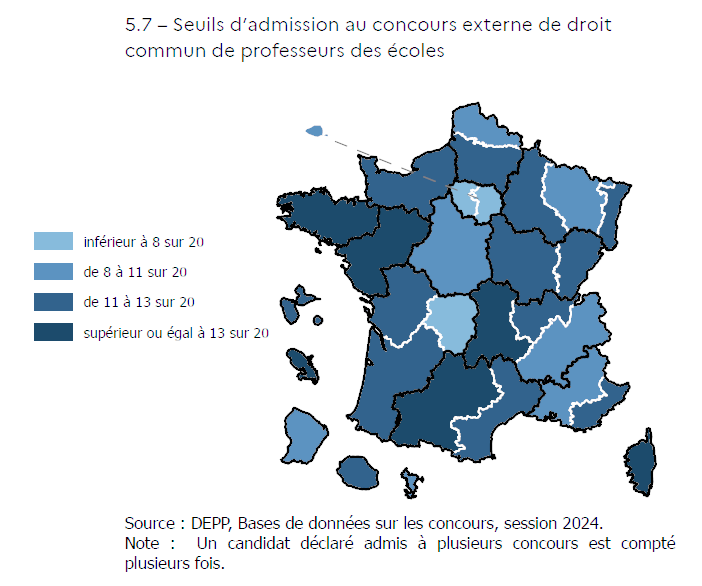 5.7 – Seuils d’admission au concours externe de droit
commun de professeurs des écoles
inférieur à 8 sur 20
de 8 à 11 sur 20
de 11 à 13 sur 20
supérieur ou égal à 13 sur 20
Source : DEPP, Bases de données sur les concours, session 2024.
Note : Un candidat déclaré admis à plusieurs concours est compté
plusieurs fois.